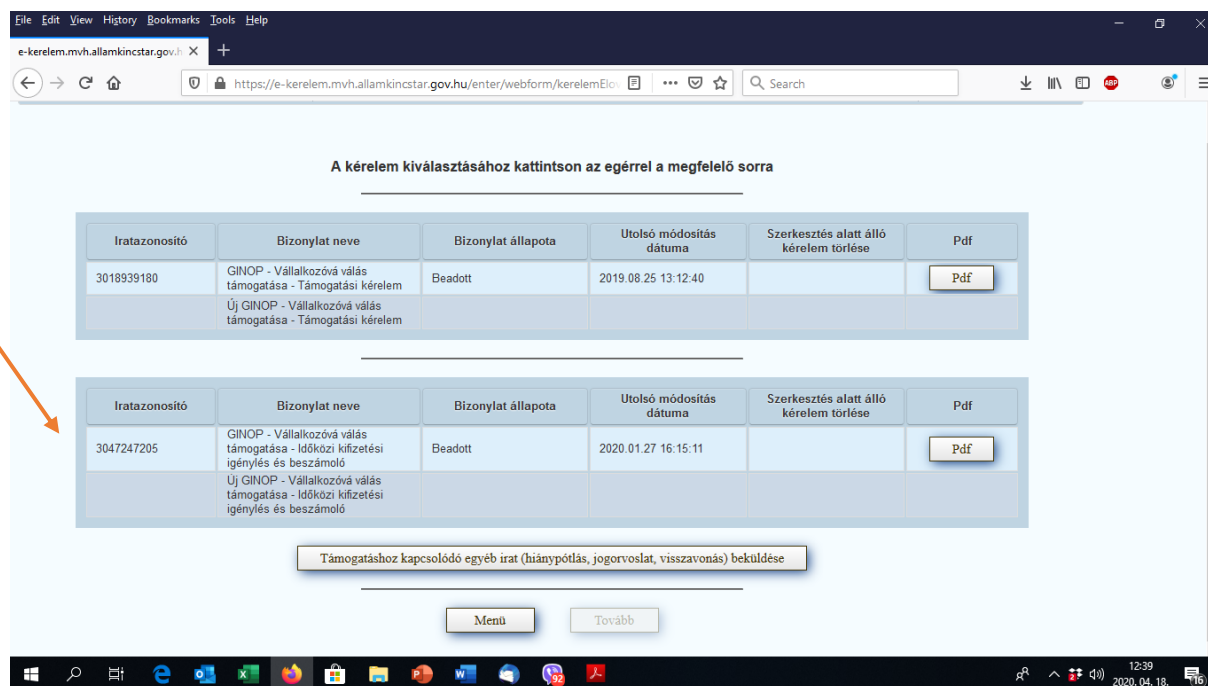 File Edit View History Bookmarks Tools Help
e-kerelem.mvh.allamkincstar.gov.h
https://e-kerelem.mvh.allamkincstar.gov.hu/enter/webform/kerelemElov
Search
ABP
A kérelem kiválasztásához kattintson az egérrel a megfelelő sorra
Iratazonosító Bizonylat neve Bizonylat állapota Utolsó módosítás dátuma Szerkesztés alatt álló kérelem törlése Pdf
3018939180 GINOP - Vállalkozóvá válás támogatása - Támogatási kérelem Beadott 2019.08.25 13:12:40 Pdf
Új GINOP - Vállalkozóvá válás támogatása - Támogatási kérelem
Iratazonosító Bizonylat neve Bizonylat állapota Utolsó módosítás dátuma Szerkesztés alatt álló kérelem törlése Pdf
3047247205 GINOP - Vállalkozóvá válás támogatása - Időközi kifizetési igénylés és beszámoló Beadott 2020.01.27 16:15:11 Pdf
Új GINOP - Vállalkozóvá válás támogatása - Időközi kifizetési igénylés és beszámoló
Támogatáshoz kapcsolódó egyéb irat (hiánypótlás, jogorvoslat, visszavonás) beküldése
Menü Tovább
92
12:39
2020. 04. 18.
16